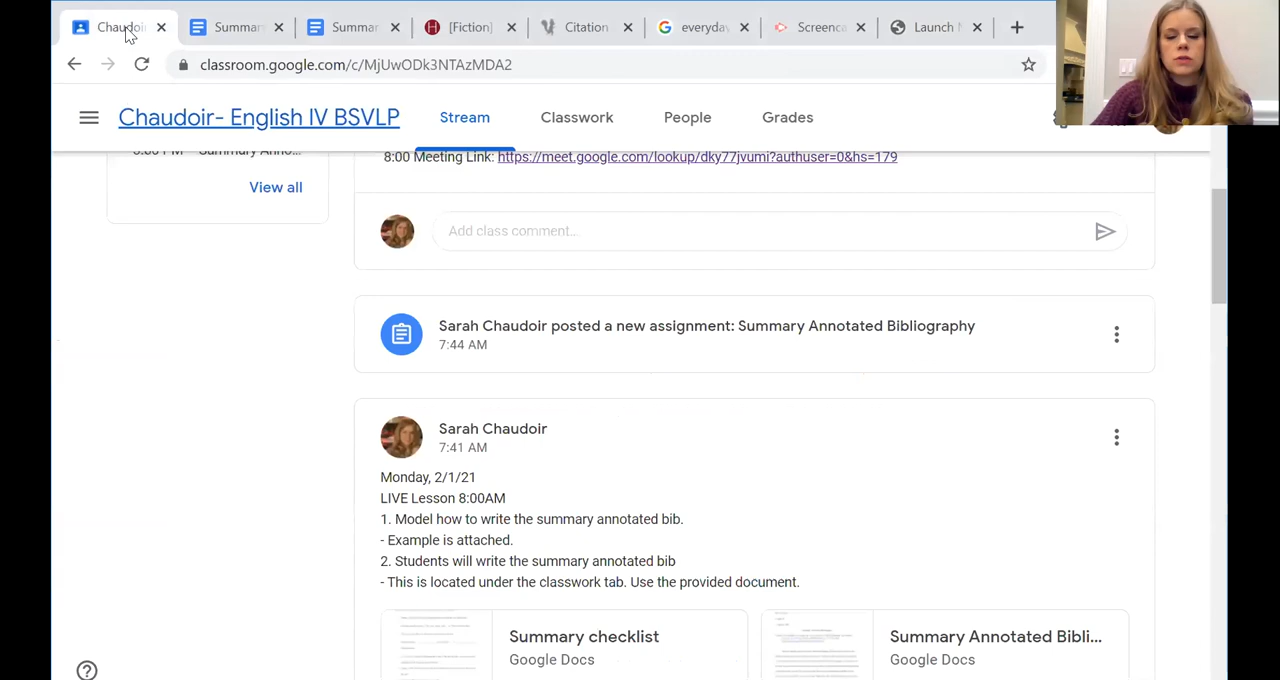 Chaudoi
Summar
Summar
[Fiction]
Citation
everyday
Screenca
Launch
classroom.google.com/c/MjUwODk3NTAzMDA2
Chaudoir- English IV BSVLP
Stream
Classwork
People
Grades
View all
8:00 Meeting Link: https://meet.google.com/lookup/dky77jvumi?authuser=0&hs=179
Add class comment...
Sarah Chaudoir posted a new assignment: Summary Annotated Bibliography
7:44 AM
Sarah Chaudoir
7:41 AM
Monday, 2/1/21
LIVE Lesson 8:00AM
1. Model how to write the summary annotated bib.
- Example is attached.
2. Students will write the summary annotated bib
- This is located under the classwork tab. Use the provided document.
Summary checklist
Google Docs
Summary Annotated Bibli...
Google Docs